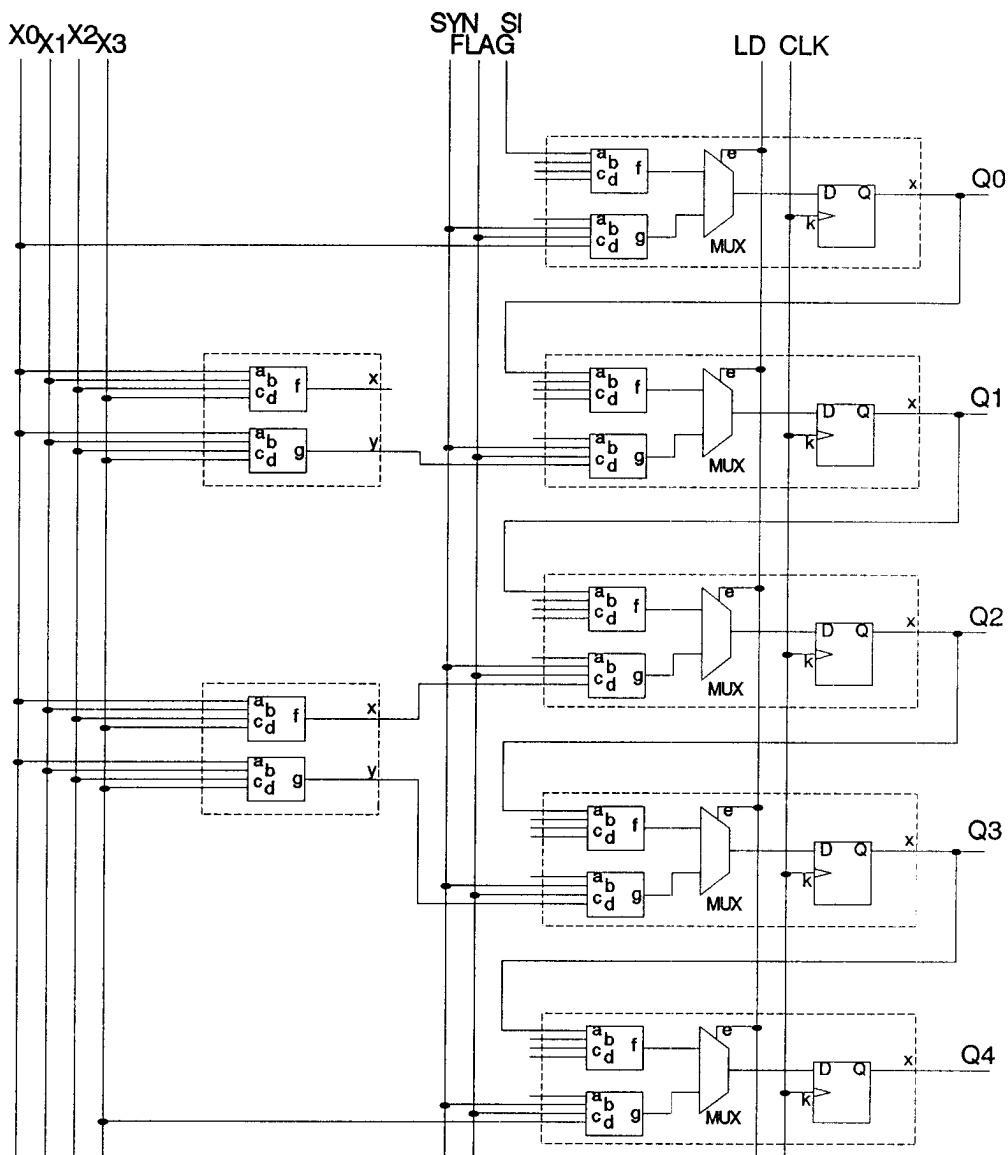 X0 X1 X2 X3 SYN FLAG SI LD CLK
a b c d f e MUX D Q k x Q0
a b c d g
a b c d f x
a b c d g y
a b c d f e MUX D Q k x Q1
a b c d g
a b c d f e MUX D Q k x Q2
a b c d g
a b c d f x
a b c d g y
a b c d f e MUX D Q k x Q3
a b c d g
a b c d f e MUX D Q k x Q4
a b c d g